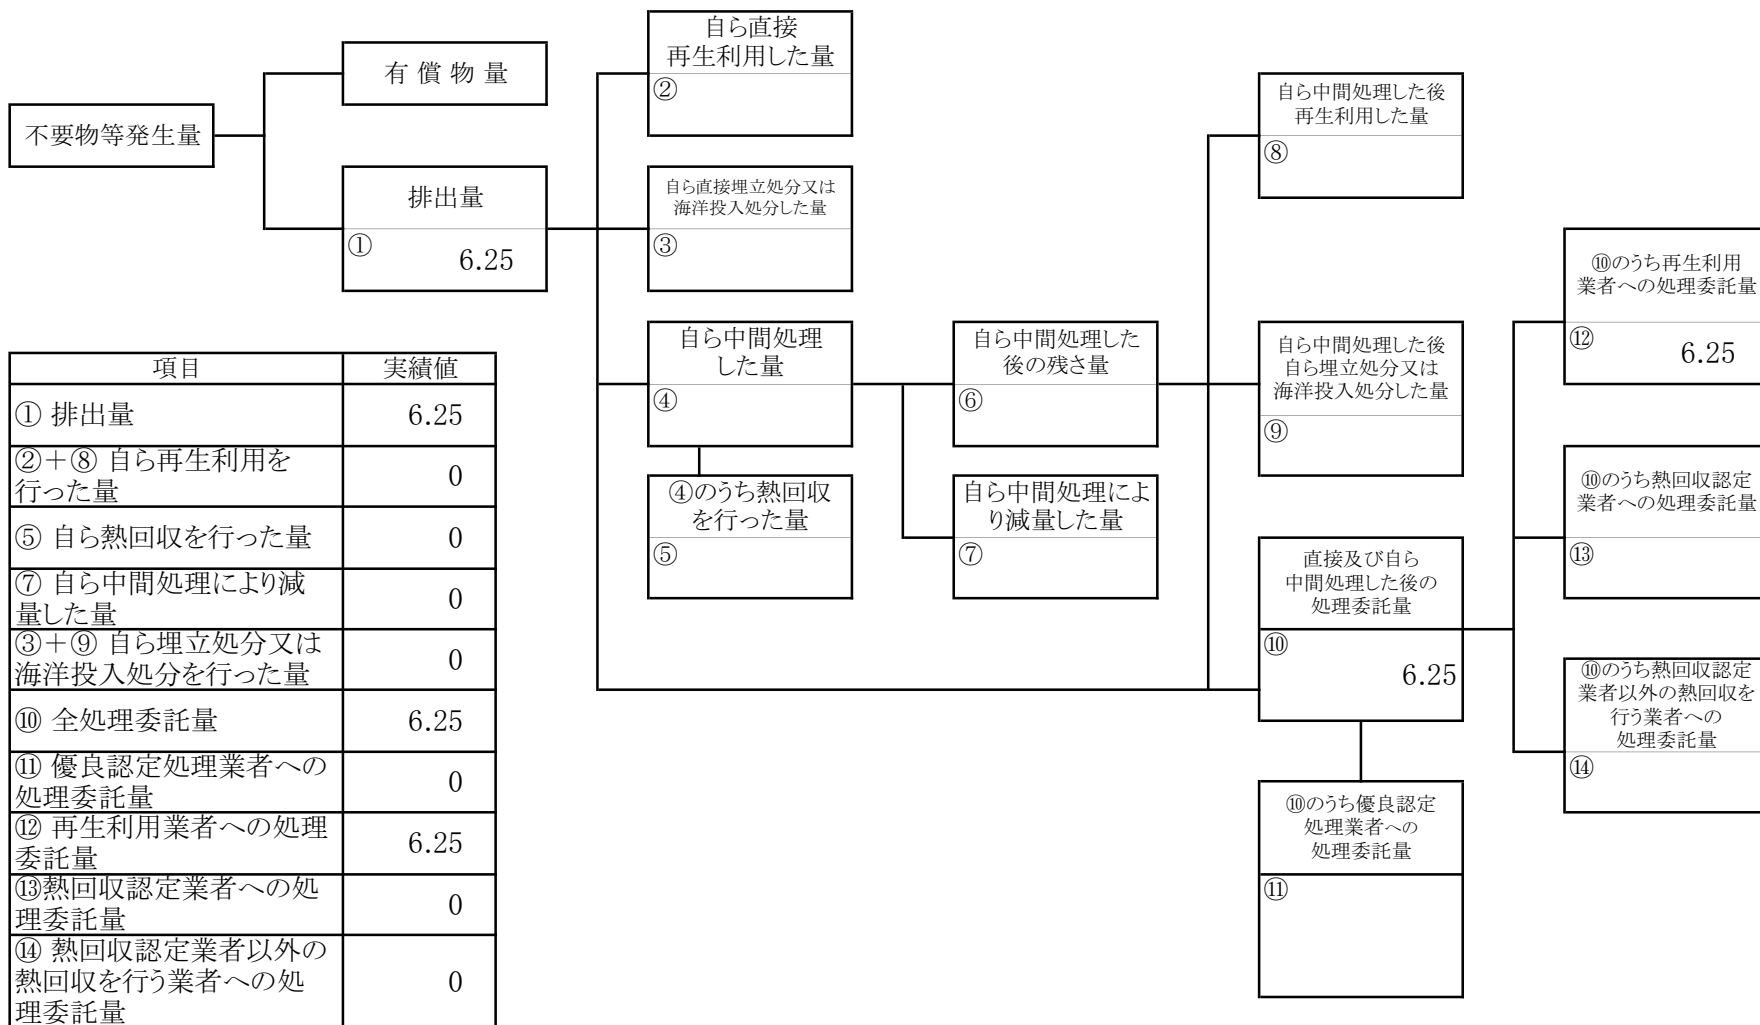 自ら直接
再生利用した量
②
有 償 物 量
不要物等発生量
排出量
①
6.25
自ら直接埋立処分又は
海洋投入処分した量
③
自ら中間処理した後
再生利用した量
⑧
⑩のうち再生利用
業者への処理委託量
⑫
6.25
自ら中間処理
した量
④
自ら中間処理した
後の残さ量
⑥
自ら中間処理した後
自ら埋立処分又は
海洋投入処分した量
⑨
④のうち熱回収
を行った量
⑤
自ら中間処理によ
り減量した量
⑦
⑩のうち熱回収認定
業者への処理委託量
⑬
直接及び自ら
中間処理した後の
処理委託量
⑩
6.25
⑩のうち熱回収認定
業者以外の熱回収を
行う業者への
処理委託量
⑭
⑩のうち優良認定
処理業者への
処理委託量
⑪
項目 実績値
① 排出量 6.25
②+⑧ 自ら再生利用を
行った量 0
⑤ 自ら熱回収を行った量 0
⑦ 自ら中間処理により減
量した量 0
③+⑨ 自ら埋立処分又は
海洋投入処分を行った量 0
⑩ 全処理委託量 6.25
⑪ 優良認定処理業者への
処理委託量 0
⑫ 再生利用業者への処理
委託量 6.25
⑬熱回収認定業者への処
理委託量 0
⑭ 熱回収認定業者以外の
熱回収を行う業者への処
理委託量 0